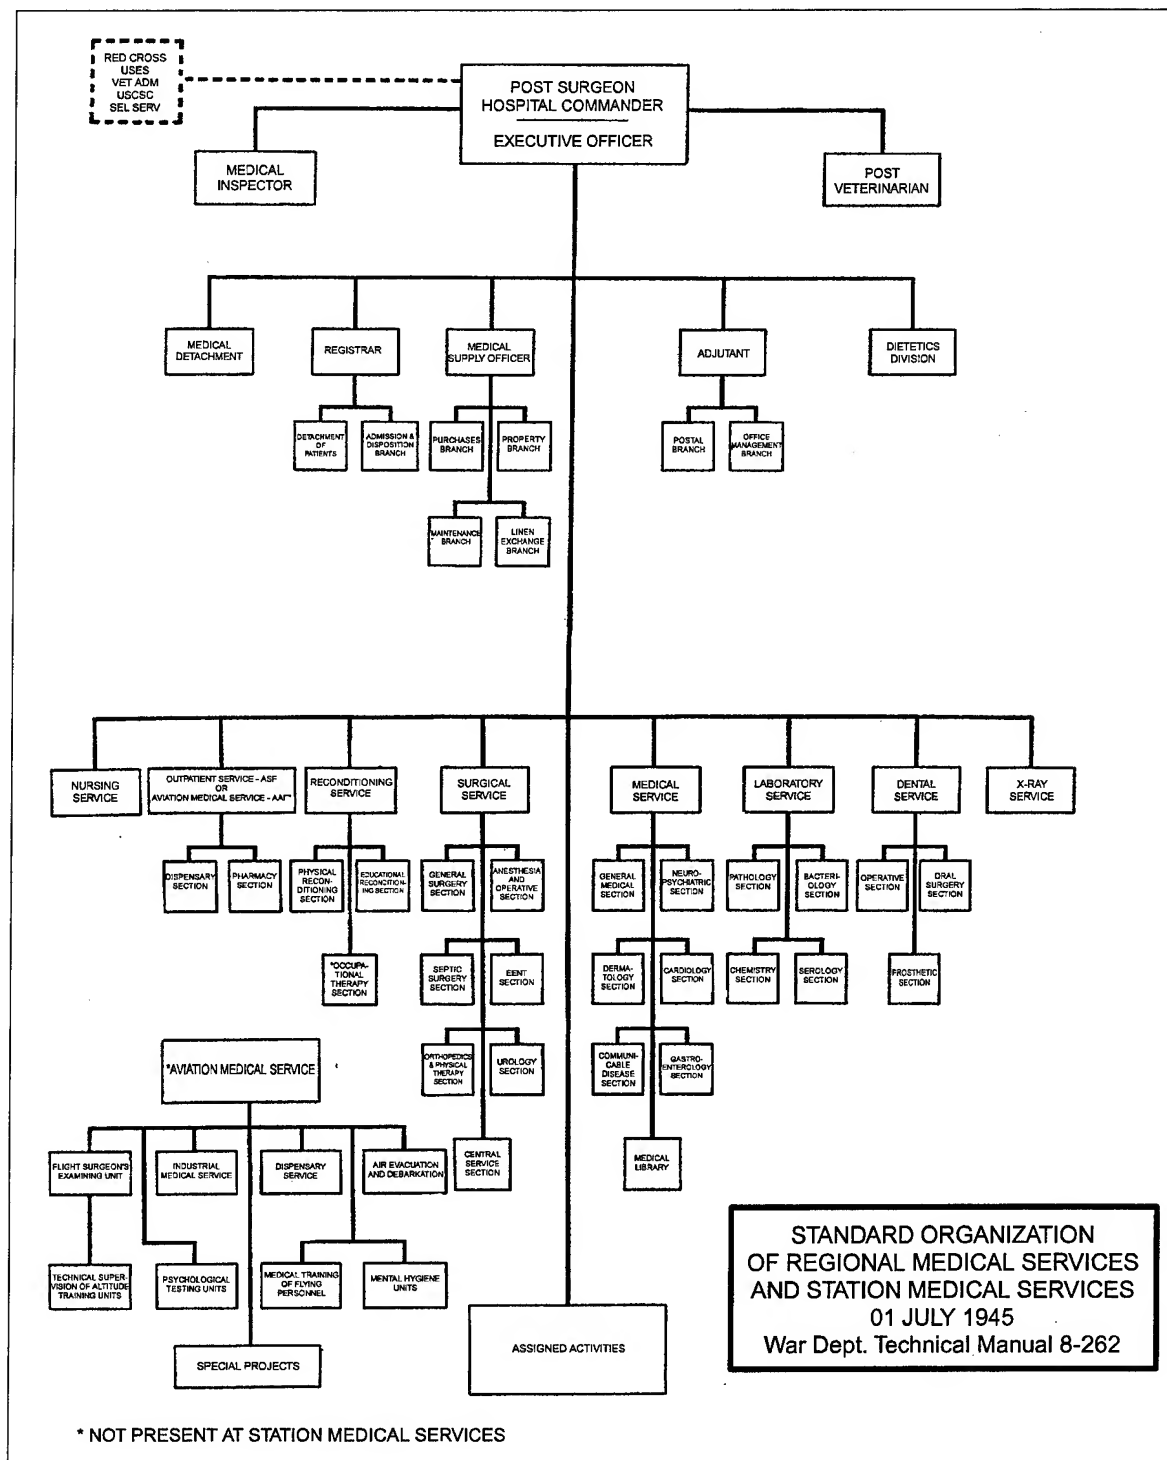 RED CROSS
USES
VET ADM
USCSC
SEL SERV
POST SURGEON
HOSPITAL COMMANDER
EXECUTIVE OFFICER
MEDICAL
INSPECTOR
POST
VETERINARIAN
MEDICAL
DETACHMENT
REGISTRAR
MEDICAL
SUPPLY OFFICER
ADJUTANT
DIETETICS
DIVISION
DETACHMENT
OF
PATIENTS
ADMISSION &
DISPOSITION
BRANCH
PURCHASES
BRANCH
PROPERTY
BRANCH
POSTAL
BRANCH
OFFICE
MANAGEMENT
BRANCH
MAINTENANCE
BRANCH
LINEN
EXCHANGE
BRANCH
NURSING
SERVICE
OUTPATIENT SERVICE - ASF
OR
AVIATION MEDICAL SERVICE - AAF*
RECONDITIONING
SERVICE
SURGICAL
SERVICE
MEDICAL
SERVICE
LABORATORY
SERVICE
DENTAL
SERVICE
X-RAY
SERVICE
DISPENSARY
SECTION
PHARMACY
SECTION
PHYSICAL
RECON-
DITIONING
SECTION
EDUCATIONAL
RECONDITION-
ING SECTION
GENERAL
SURGERY
SECTION
ANESTHESIA
AND
OPERATIVE
SECTION
GENERAL
MEDICAL
SECTION
NEURO-
PSYCHIATRIC
SECTION
PATHOLOGY
SECTION
BACTERI-
OLOGY
SECTION
OPERATIVE
SECTION
ORAL
SURGERY
SECTION
*OCCUPA-
TIONAL
THERAPY
SECTION
SEPTIC
SURGERY
SECTION
EENT
SECTION
DERMA-
TOLOGY
SECTION
CARDIOLOGY
SECTION
CHEMISTRY
SECTION
SEROLOGY
SECTION
PROSTHETIC
SECTION
ORTHOPEDICS
& PHYSICAL
THERAPY
SECTION
UROLOGY
SECTION
COMMUNI-
CABLE
DISEASE
SECTION
GASTRO-
ENTEROLOGY
SECTION
*AVIATION MEDICAL SERVICE
CENTRAL
SERVICE
SECTION
MEDICAL
LIBRARY
FLIGHT SURGEON'S
EXAMINING UNIT
INDUSTRIAL
MEDICAL SERVICE
DISPENSARY
SERVICE
AIR EVACUATION
AND DEBARKATION
TECHNICAL SUPER-
VISION OF ALTITUDE
TRAINING UNITS
PSYCHOLOGICAL
TESTING UNITS
MEDICAL TRAINING
OF FLYING
PERSONNEL
MENTAL HYGIENE
UNITS
SPECIAL PROJECTS
ASSIGNED ACTIVITIES
STANDARD ORGANIZATION
OF REGIONAL MEDICAL SERVICES
AND STATION MEDICAL SERVICES
01 JULY 1945
War Dept. Technical Manual 8-262
* NOT PRESENT AT STATION MEDICAL SERVICES